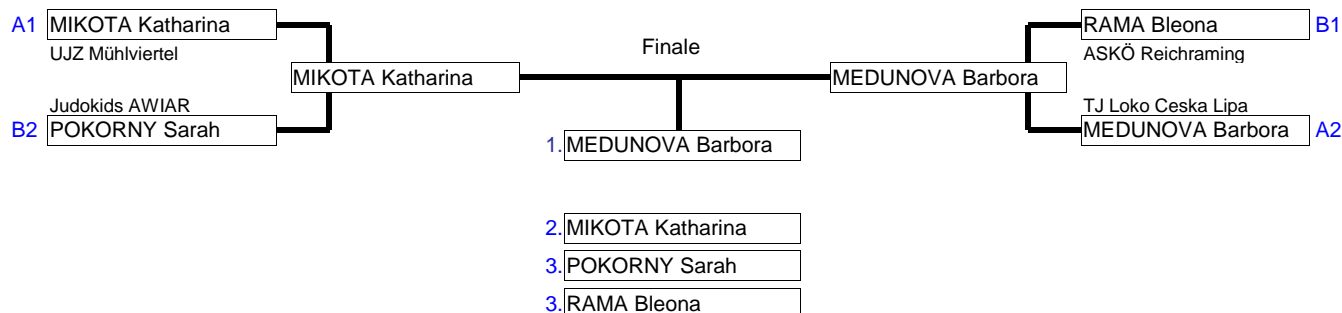 A1 MIKOTA Katharina
UJZ Mühlviertel
MIKOTA Katharina
Judokids AWIAR
B2 POKORNY Sarah
Finale
1. MEDUNOVA Barbora
RAMA Bleona B1
ASKÖ Reichraming
MEDUNOVA Barbora
TJ Loko Ceska Lipa
MEDUNOVA Barbora A2
2. MIKOTA Katharina
3. POKORNY Sarah
3. RAMA Bleona